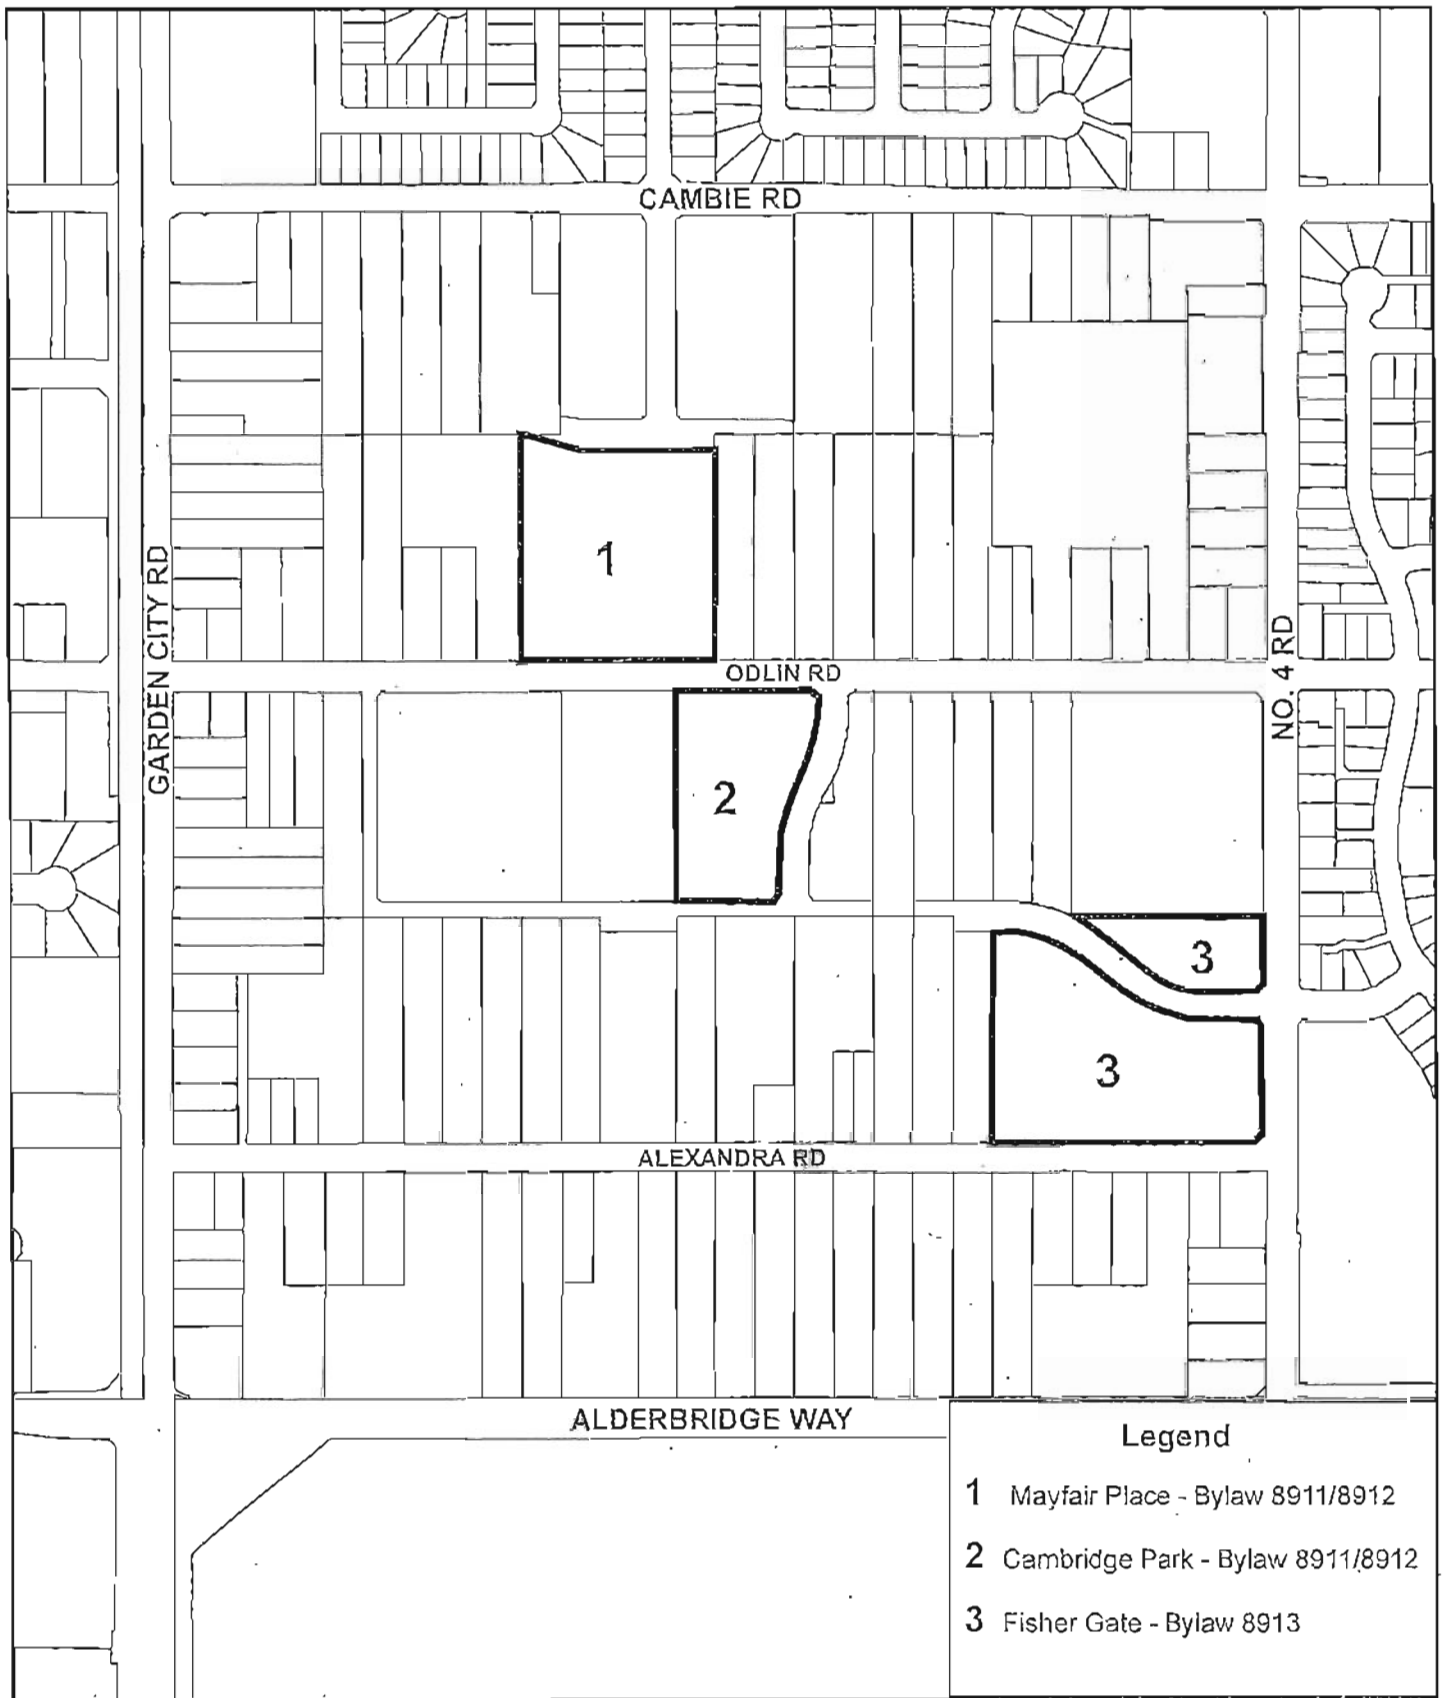 CAMBIE RD
GARDEN CITY RD
1
NO. 4 RD
ODLIN RD
2
3
3
ALEXANDRA RD
ALDERBRIDGE WAY
Legend
1 Mayfair Place - Bylaw 8911/8912
2 Cambridge Park - Bylaw 8911/8912
3 Fisher Gate - Bylaw 8913